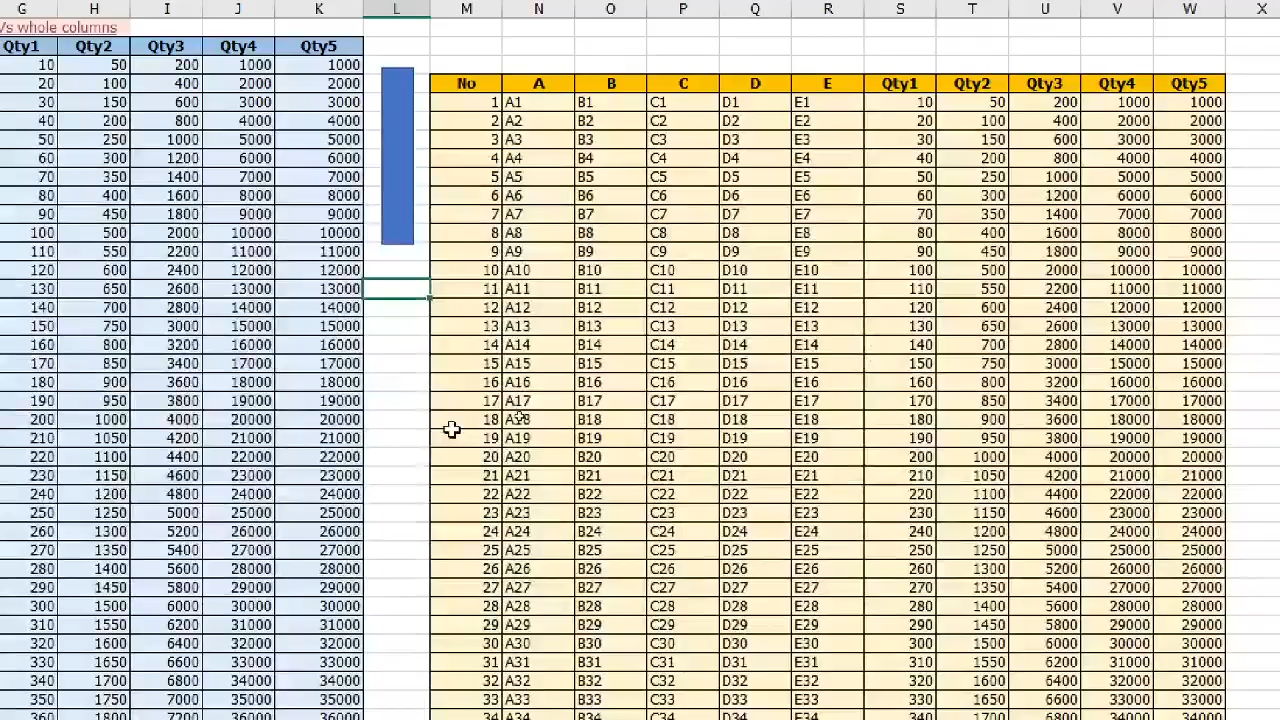 G H I J K L M N O P Q R S T U V W X
Vs whole columns
Qty1 Qty2 Qty3 Qty4 Qty5
10 50 200 1000 1000
20 100 400 2000 2000 No A B C D E Qty1 Qty2 Qty3 Qty4 Qty5
30 150 600 3000 3000 1 A1 B1 C1 D1 E1 10 50 200 1000 1000
40 200 800 4000 4000 2 A2 B2 C2 D2 E2 20 100 400 2000 2000
50 250 1000 5000 5000 3 A3 B3 C3 D3 E3 30 150 600 3000 3000
60 300 1200 6000 6000 4 A4 B4 C4 D4 E4 40 200 800 4000 4000
70 350 1400 7000 7000 5 A5 B5 C5 D5 E5 50 250 1000 5000 5000
80 400 1600 8000 8000 6 A6 B6 C6 D6 E6 60 300 1200 6000 6000
90 450 1800 9000 9000 7 A7 B7 C7 D7 E7 70 350 1400 7000 7000
100 500 2000 10000 10000 8 A8 B8 C8 D8 E8 80 400 1600 8000 8000
110 550 2200 11000 11000 9 A9 B9 C9 D9 E9 90 450 1800 9000 9000
120 600 2400 12000 12000 10 A10 B10 C10 D10 E10 100 500 2000 10000 10000
130 650 2600 13000 13000 11 A11 B11 C11 D11 E11 110 550 2200 11000 11000
140 700 2800 14000 14000 12 A12 B12 C12 D12 E12 120 600 2400 12000 12000
150 750 3000 15000 15000 13 A13 B13 C13 D13 E13 130 650 2600 13000 13000
160 800 3200 16000 16000 14 A14 B14 C14 D14 E14 140 700 2800 14000 14000
170 850 3400 17000 17000 15 A15 B15 C15 D15 E15 150 750 3000 15000 15000
180 900 3600 18000 18000 16 A16 B16 C16 D16 E16 160 800 3200 16000 16000
190 950 3800 19000 19000 17 A17 B17 C17 D17 E17 170 850 3400 17000 17000
200 1000 4000 20000 20000 18 A18 B18 C18 D18 E18 180 900 3600 18000 18000
210 1050 4200 21000 21000 19 A19 B19 C19 D19 E19 190 950 3800 19000 19000
220 1100 4400 22000 22000 20 A20 B20 C20 D20 E20 200 1000 4000 20000 20000
230 1150 4600 23000 23000 21 A21 B21 C21 D21 E21 210 1050 4200 21000 21000
240 1200 4800 24000 24000 22 A22 B22 C22 D22 E22 220 1100 4400 22000 22000
250 1250 5000 25000 25000 23 A23 B23 C23 D23 E23 230 1150 4600 23000 23000
260 1300 5200 26000 26000 24 A24 B24 C24 D24 E24 240 1200 4800 24000 24000
270 1350 5400 27000 27000 25 A25 B25 C25 D25 E25 250 1250 5000 25000 25000
280 1400 5600 28000 28000 26 A26 B26 C26 D26 E26 260 1300 5200 26000 26000
290 1450 5800 29000 29000 27 A27 B27 C27 D27 E27 270 1350 5400 27000 27000
300 1500 6000 30000 30000 28 A28 B28 C28 D28 E28 280 1400 5600 28000 28000
310 1550 6200 31000 31000 29 A29 B29 C29 D29 E29 290 1450 5800 29000 29000
320 1600 6400 32000 32000 30 A30 B30 C30 D30 E30 300 1500 6000 30000 30000
330 1650 6600 33000 33000 31 A31 B31 C31 D31 E31 310 1550 6200 31000 31000
340 1700 6800 34000 34000 32 A32 B32 C32 D32 E32 320 1600 6400 32000 32000
350 1750 7000 35000 35000 33 A33 B33 C33 D33 E33 330 1650 6600 33000 33000
360 1800 7200 36000 36000 34 A34 B34 C34 D34 E34 340 1700 6800 34000 34000